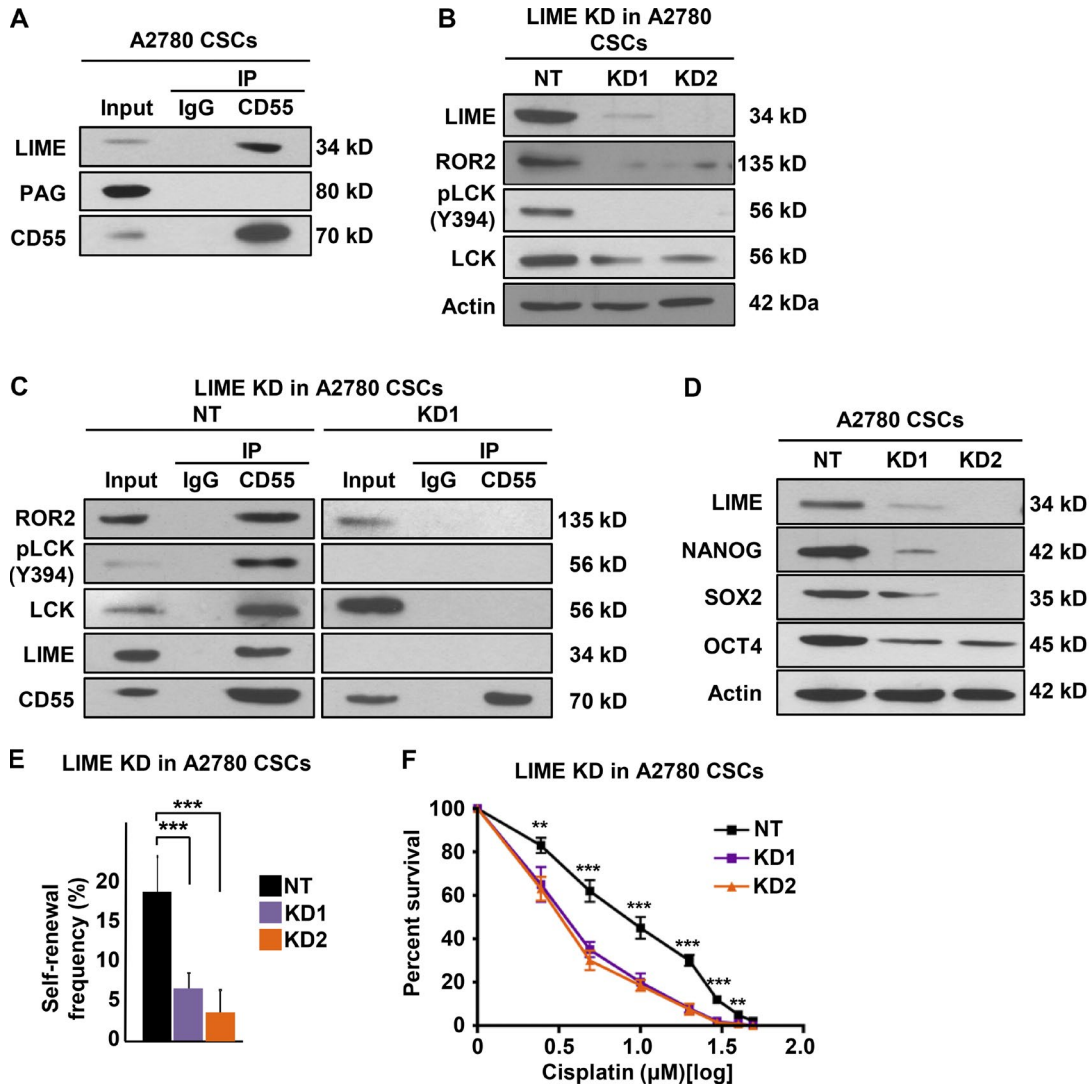 A
A2780 CSCs
IP
Input IgG CD55
LIME 34 kD
PAG 80 kD
CD55 70 kD
B
LIME KD in A2780
CSCs
NT KD1 KD2
LIME 34 kD
ROR2 135 kD
pLCK
(Y394) 56 kD
LCK 56 kD
Actin 42 kDa
C
LIME KD in A2780 CSCs
NT KD1
IP IP
Input IgG CD55 Input IgG CD55
ROR2 135 kD
pLCK
(Y394) 56 kD
LCK 56 kD
LIME 34 kD
CD55 70 kD
D
A2780 CSCs
NT KD1 KD2
LIME 34 kD
NANOG 42 kD
SOX2 35 kD
OCT4 45 kD
Actin 42 kD
E
LIME KD in A2780 CSCs
Self-renewal
frequency (%)
20
15
10
5
0
***
***
NT
KD1
KD2
F
LIME KD in A2780 CSCs
Percent survival
100
80
60
40
20
0
** *** *** *** *** **
NT
KD1
KD2
0 0.5 1.0 1.5 2.0
Cisplatin (μM)[log]